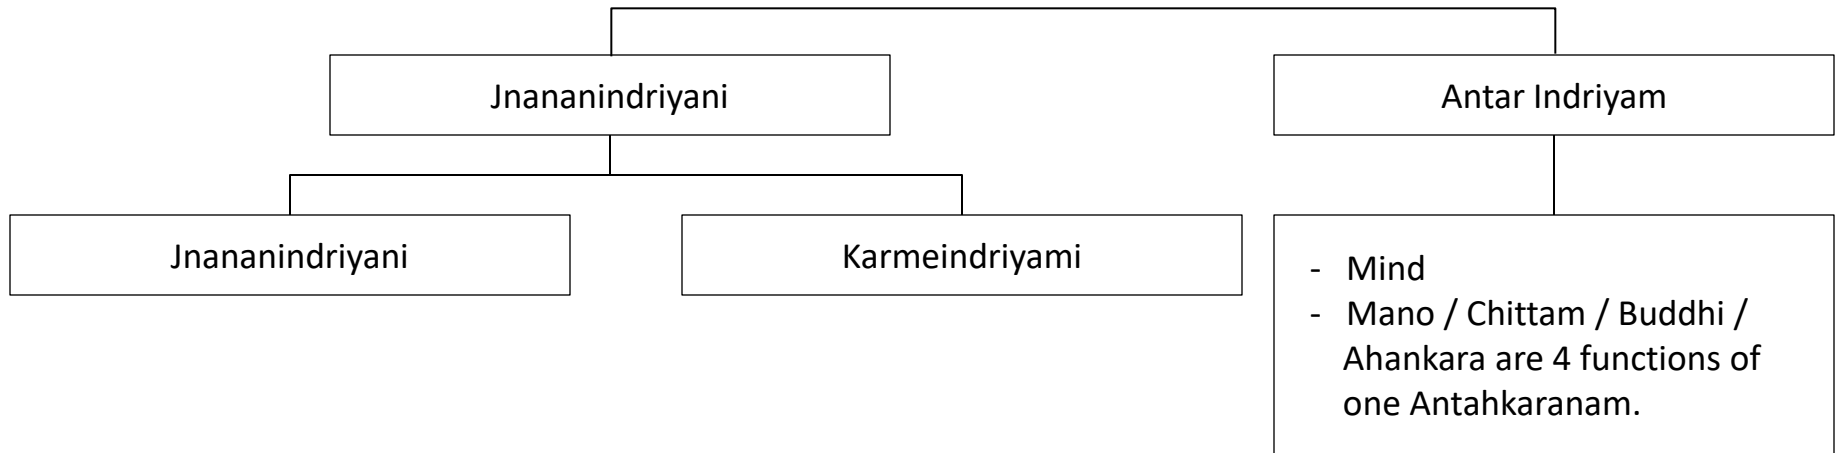 Jnananindriyani
Antar Indriyam
Jnananindriyani
Karmeindriyami
- Mind
- Mano / Chittam / Buddhi /
Ahankara are 4 functions of
one Antahkaranam.